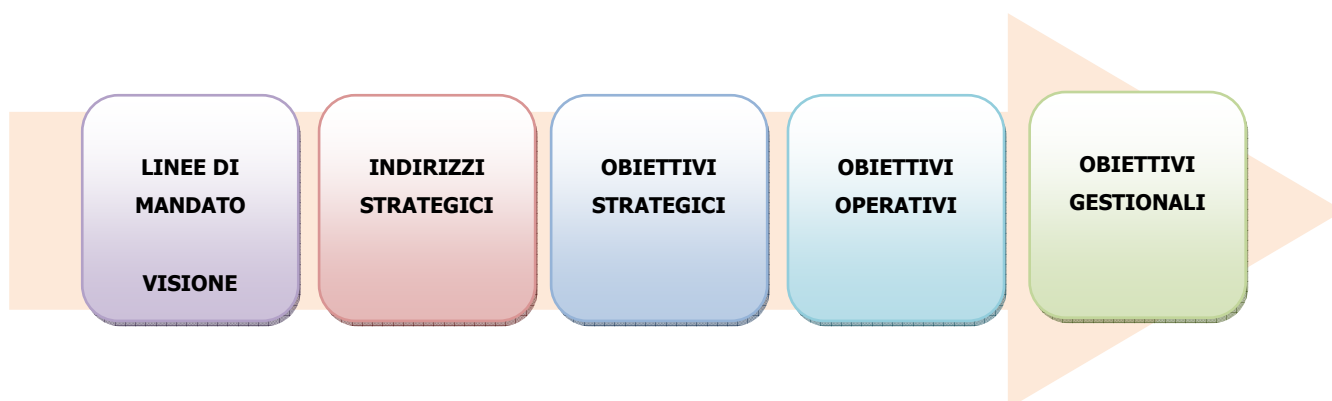 LINEE DI
MANDATO
VISIONE
INDIRIZZI
STRATEGICI
OBIETTIVI
STRATEGICI
OBIETTIVI
OPERATIVI
OBIETTIVI
GESTIONALI